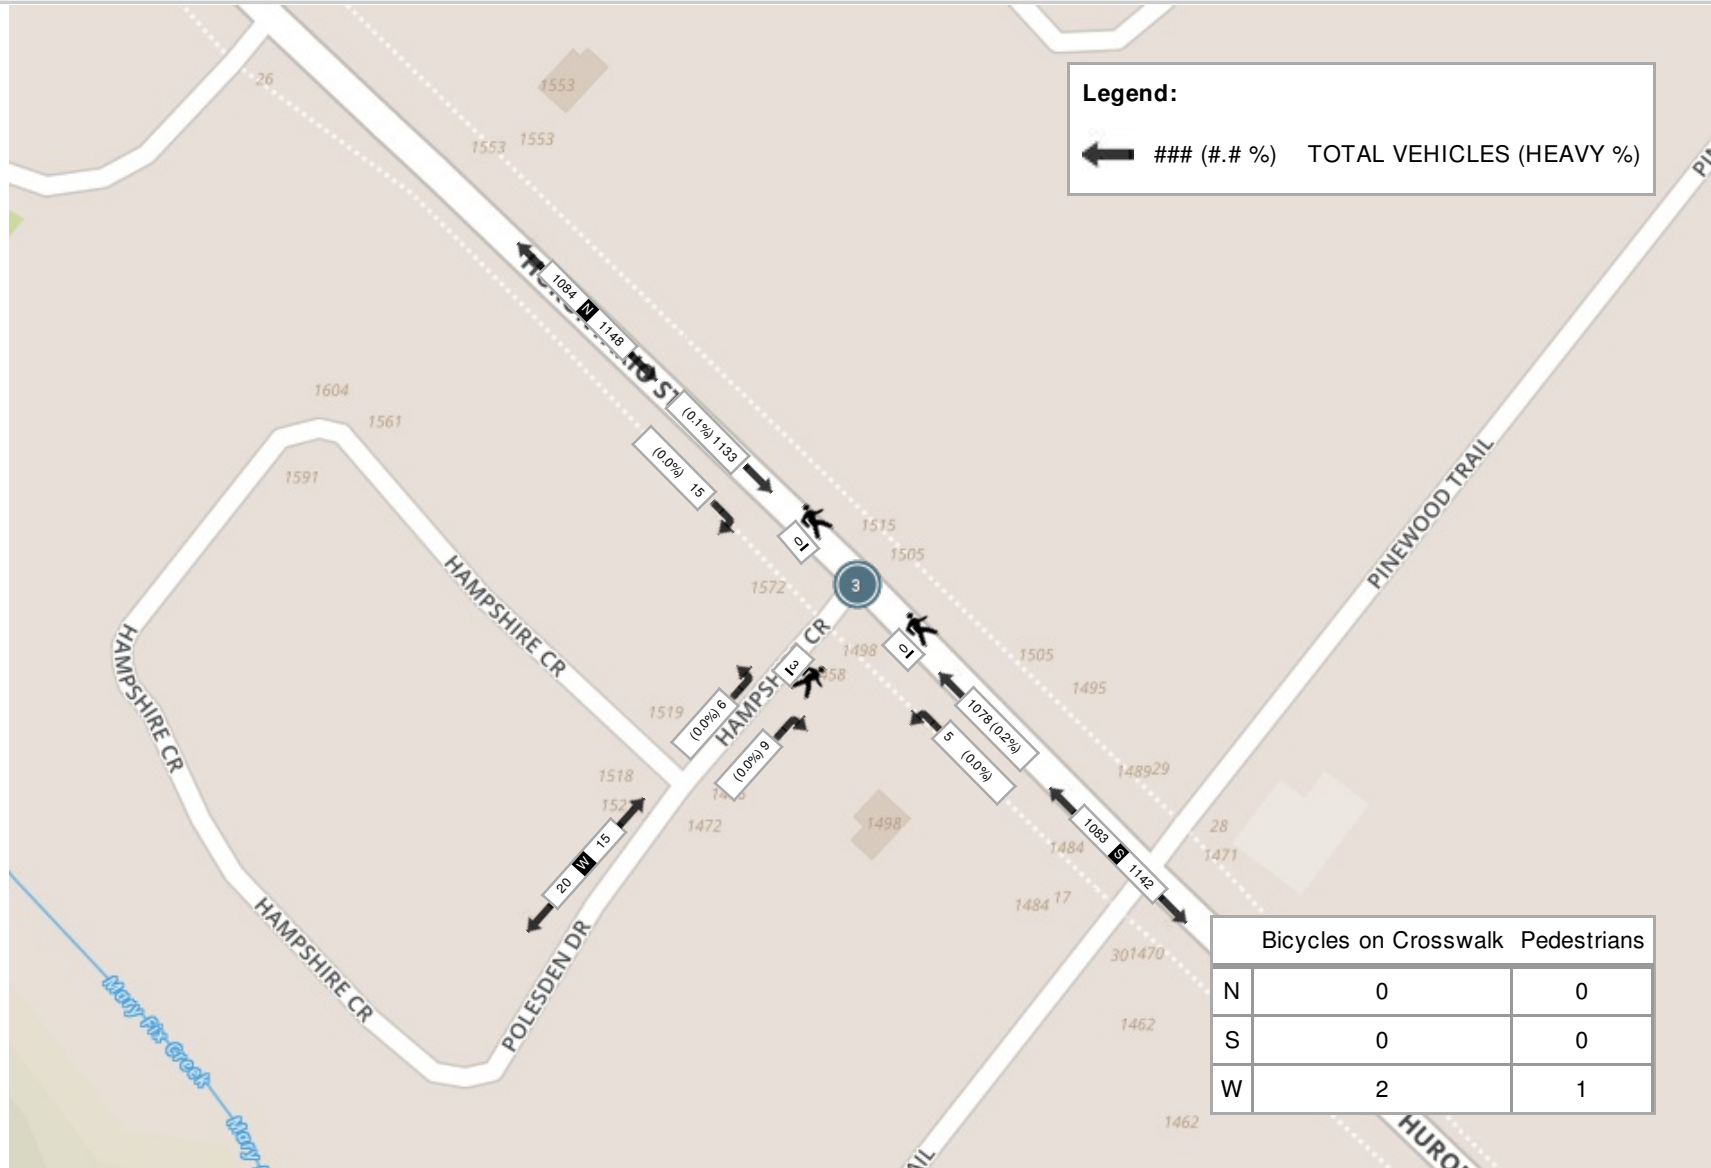 26
1553
1553
1553
Legend:
### (#.# %) TOTAL VEHICLES (HEAVY %)
1084 N 1148
(0.1%) 1133
(0.0%) 15
0
1604
1561
1591
1515
1505
3
1572
PINEWOOD TRAIL
HAMPSHIRE CR
HAMPSHIRE CR
HAMPSHIRE CR
1498
0
3
1505
1495
(0.0%) 6
(0.0%) 9
1078 (0.2%)
5 (0.0%)
1519
1518
1472
1498
20 W 15
1083 S 1142
148929
28
1471
1484
1484 17
301470
1462
1462
HAMPSHIRE CR
POLESDEN DR
Mary Fix Creek
Mary
Bicycles on Crosswalk Pedestrians
N 0 0
S 0 0
W 2 1